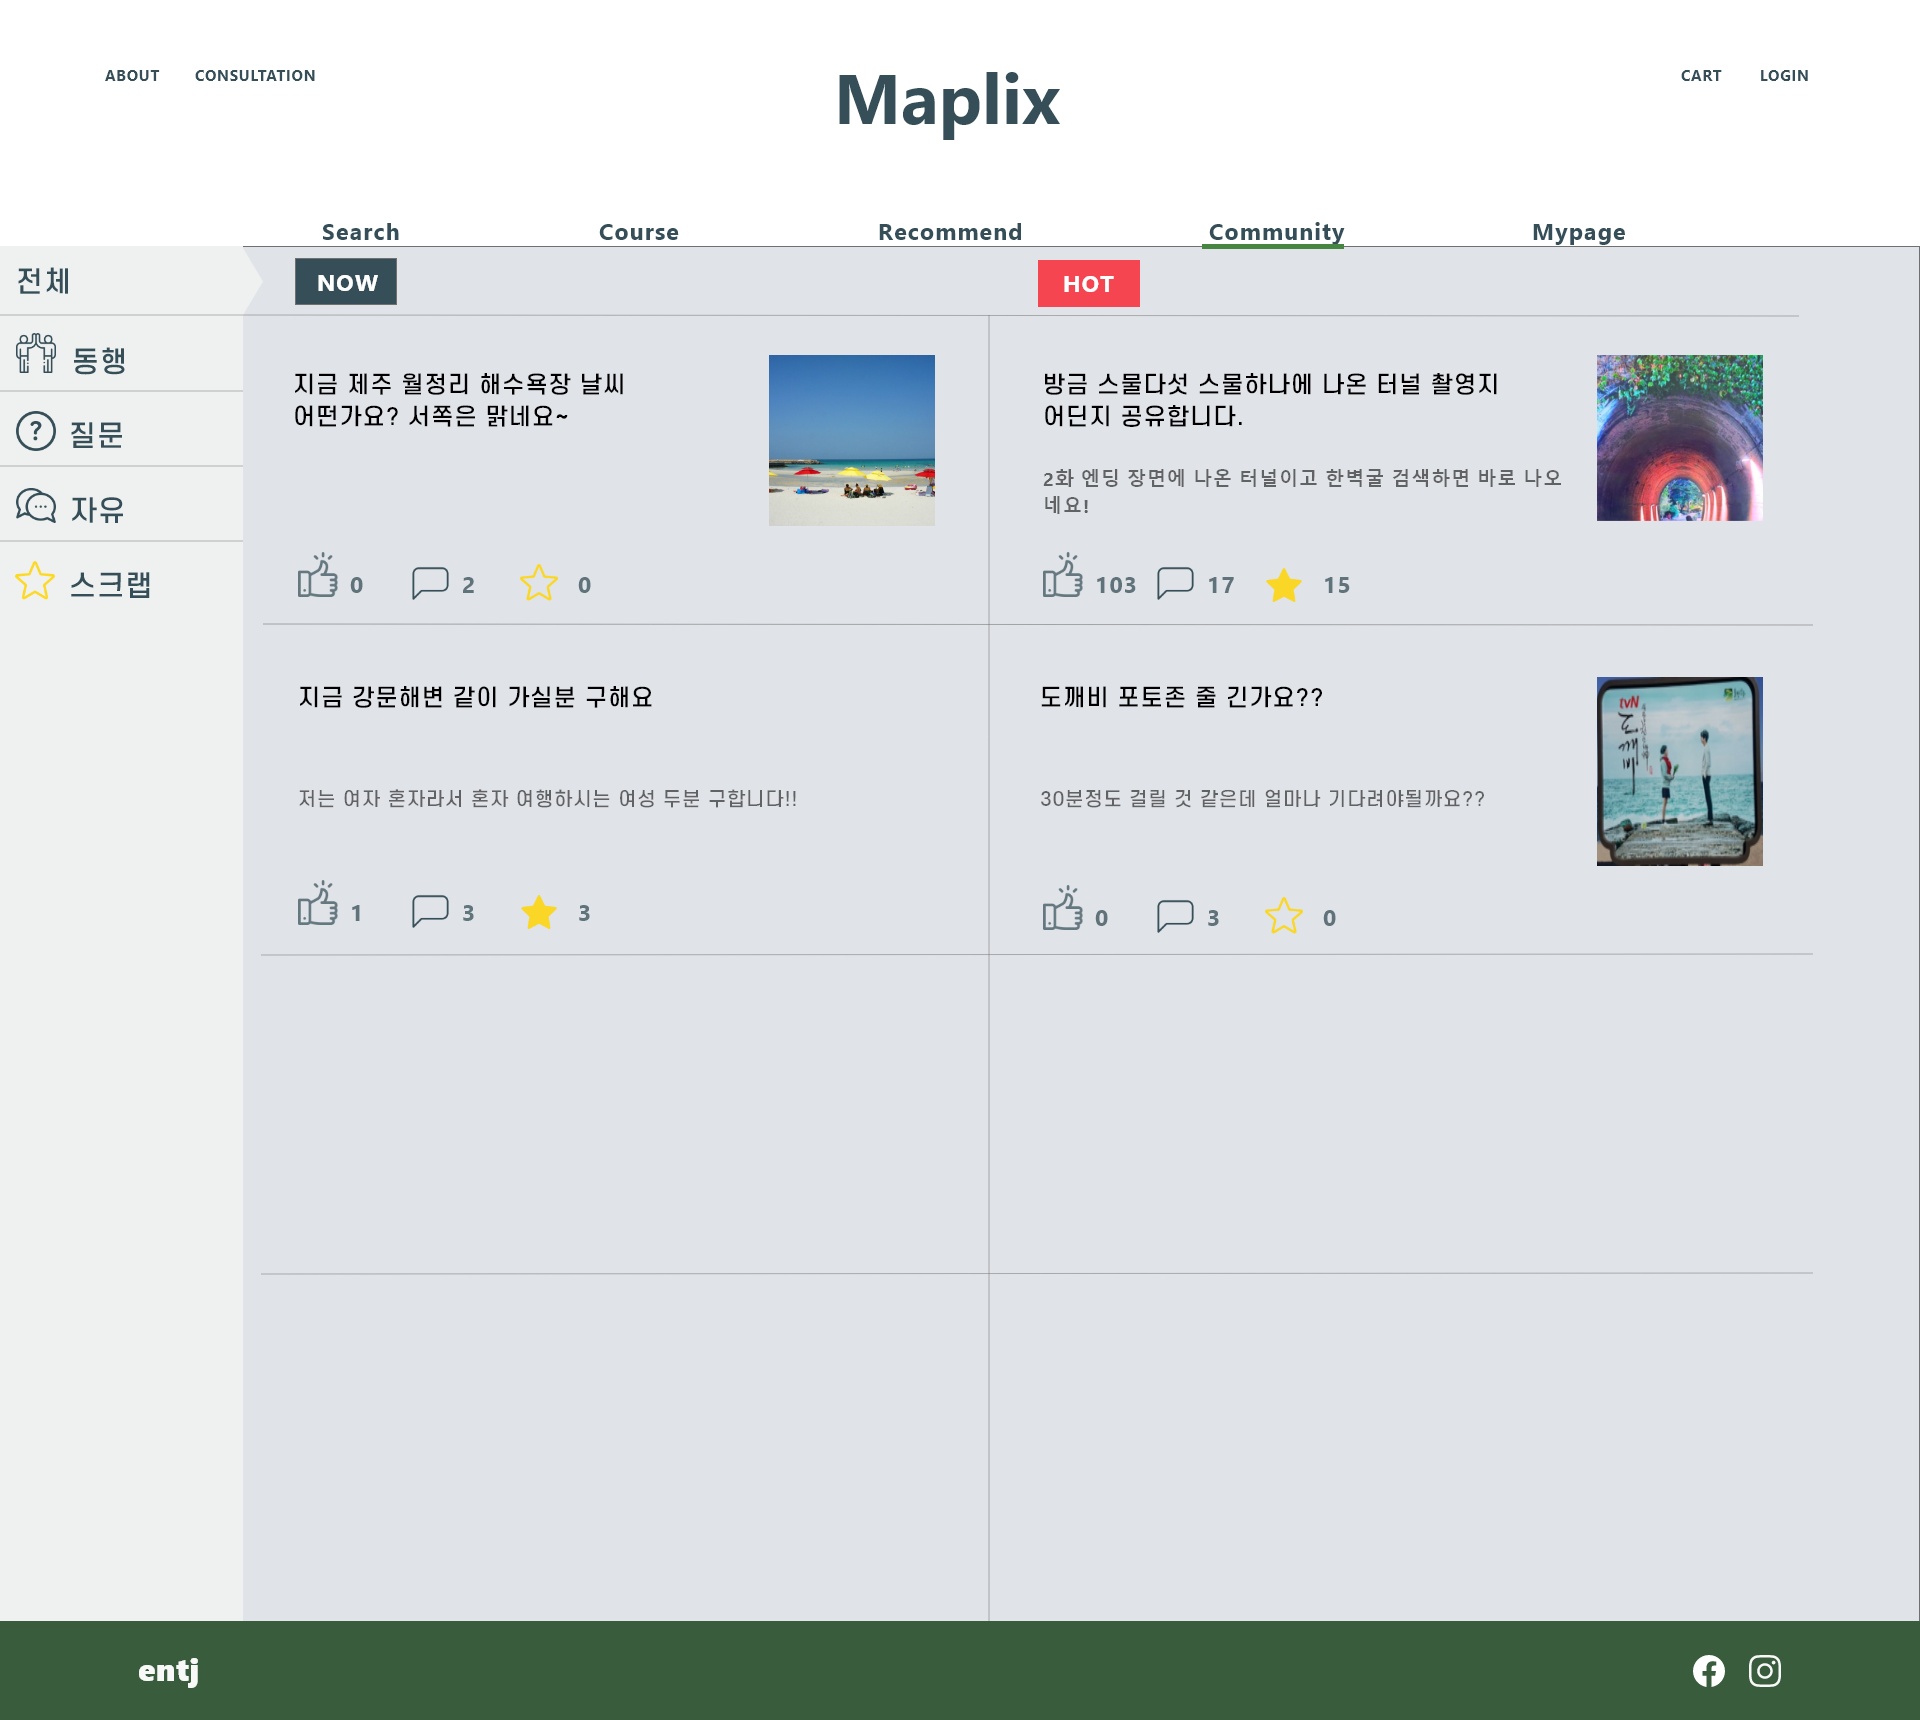 ABOUT CONSULTATION
Maplix
CART LOGIN
Search Course Recommend Community Mypage
전체
동행
질문
자유
스크랩
NOW
지금 제주 월정리 해수욕장 날씨
어떤가요? 서쪽은 맑네요~
0 2 0
지금 강문해변 같이 가실분 구해요
저는 여자 혼자라서 혼자 여행하시는 여성 두분 구합니다!!
1 3 3
HOT
방금 스물다섯 스물하나에 나온 터널 촬영지
어딘지 공유합니다.
2화 엔딩 장면에 나온 터널이고 한벽굴 검색하면 바로 나오
네요!
103 17 15
도깨비 포토존 줄 긴가요??
30분정도 걸릴 것 같은데 얼마나 기다려야될까요??
tvN
도깨비
0 3 0
entj